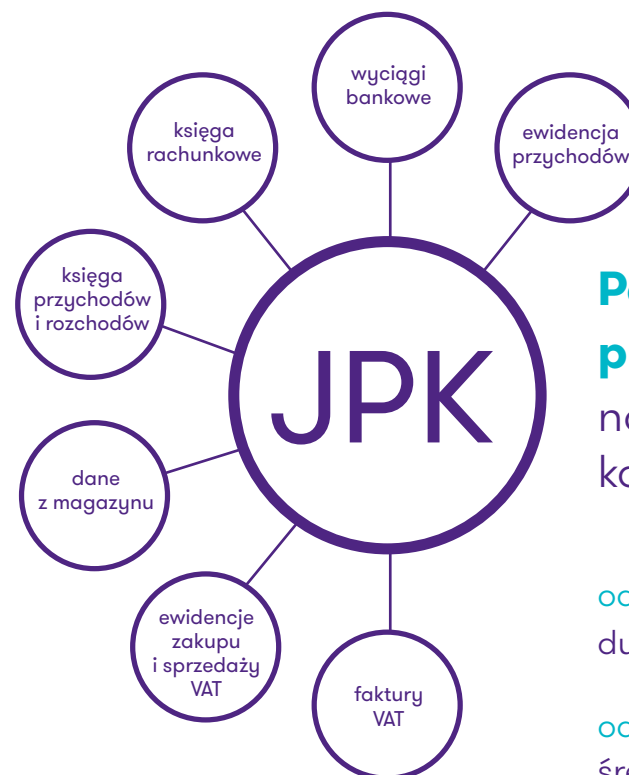 wyciągi
bankowe
księga
rachunkowe
ewidencja
przychodów
księga
przychodów
i rozchodów
JPK
dane
z magazynu
ewidencje
zakupu
i sprzedaży
VAT
faktury
VAT